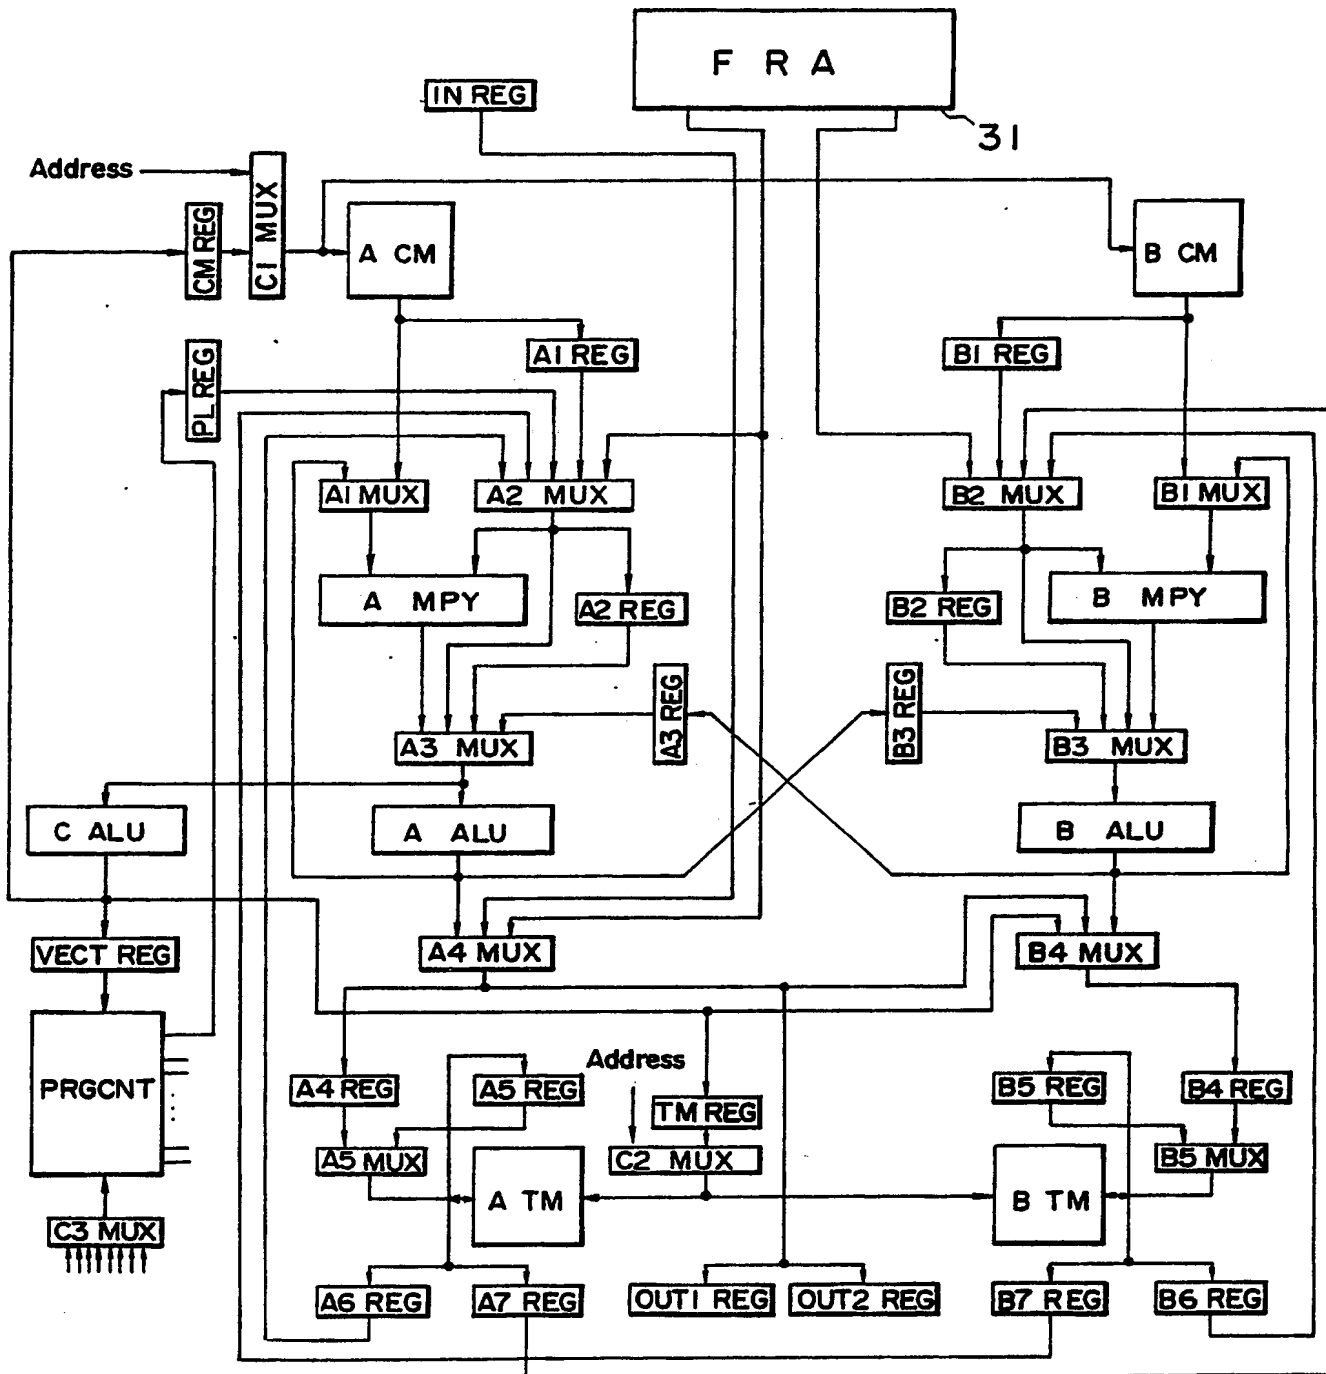 F R A
IN REG
31
Address
CM REG
C1 MUX
A CM
B CM
PL REG
A1 REG
B1 REG
A1 MUX
A2 MUX
B2 MUX
B1 MUX
A MPY
A2 REG
B2 REG
B MPY
A3 REG
B3 REG
A3 MUX
B3 MUX
C ALU
A ALU
B ALU
VECT REG
A4 MUX
B4 MUX
PRGCNT
Address
A4 REG
A5 REG
TM REG
B5 REG
B4 REG
A5 MUX
C2 MUX
B5 MUX
A TM
B TM
C3 MUX
A6 REG
A7 REG
OUT1 REG
OUT2 REG
B7 REG
B6 REG